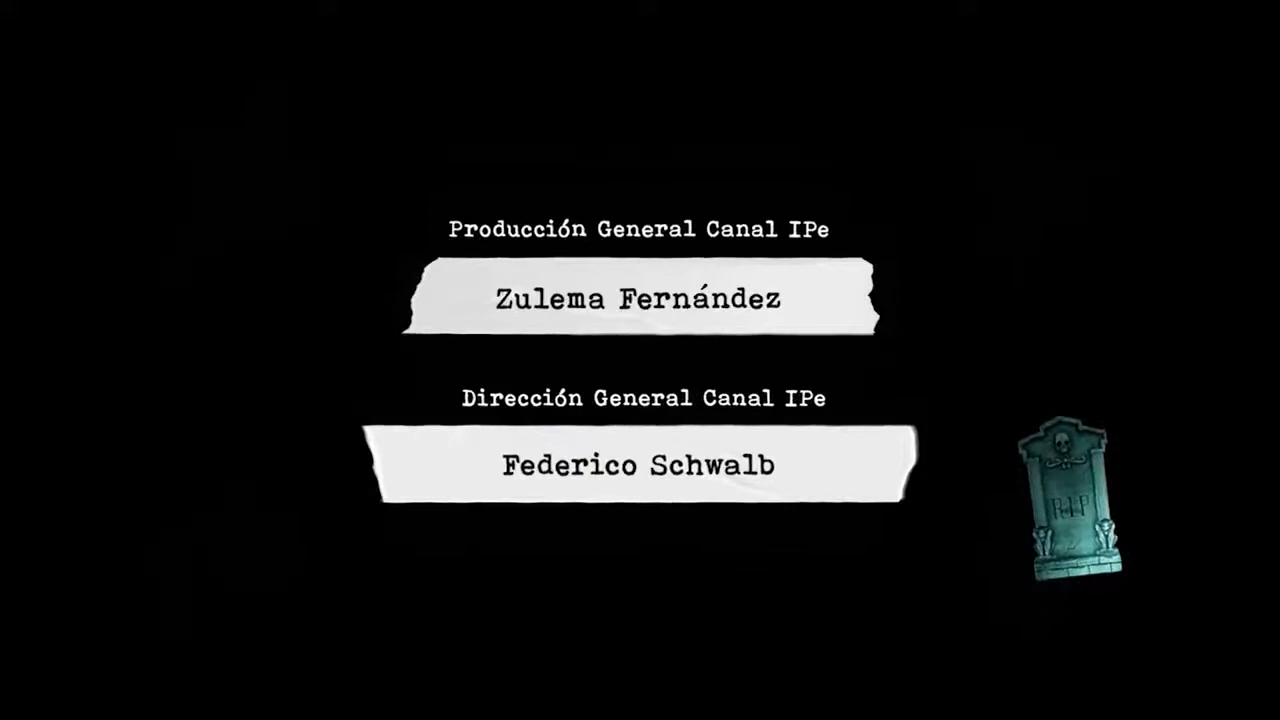 Producción General Canal IPe
Zulema Fernández
Dirección General Canal IPe
Federico Schwalb
RIP